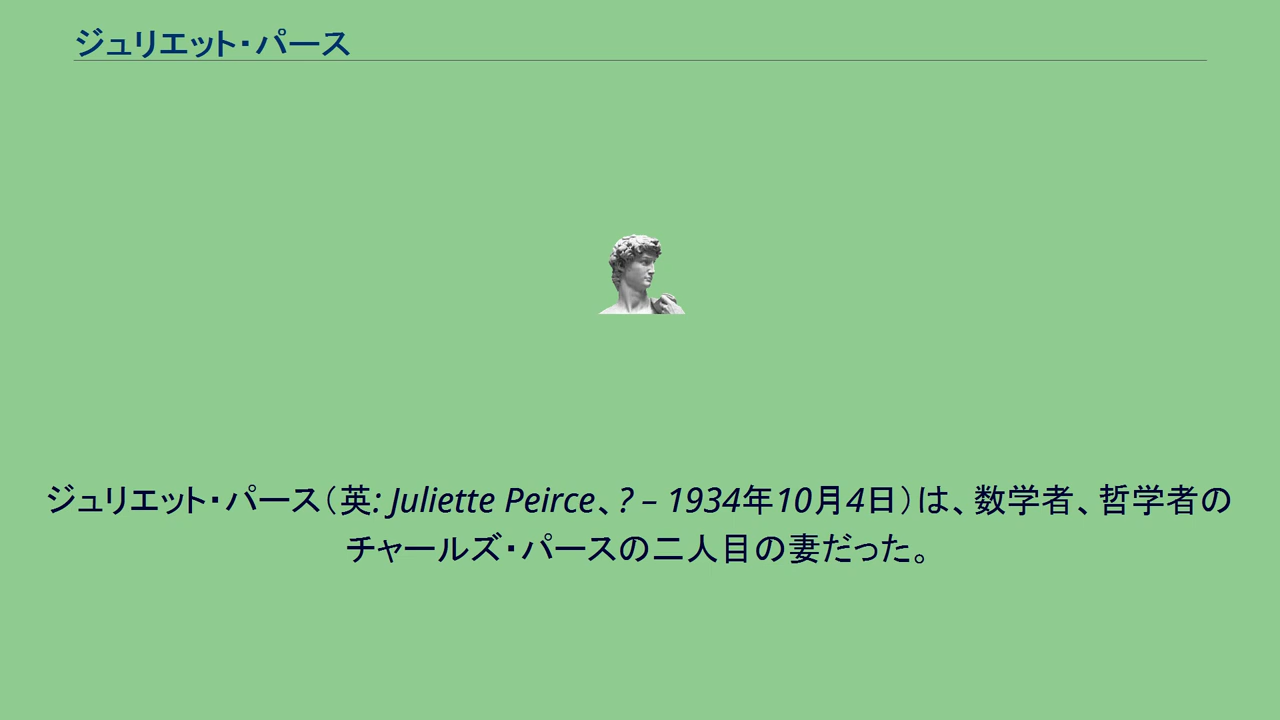 ジュリエット・パース
ジュリエット・パース（英: Juliette Peirce、? – 1934年10月4日）は、数学者、哲学者の
チャールズ・パースの二人目の妻だった。